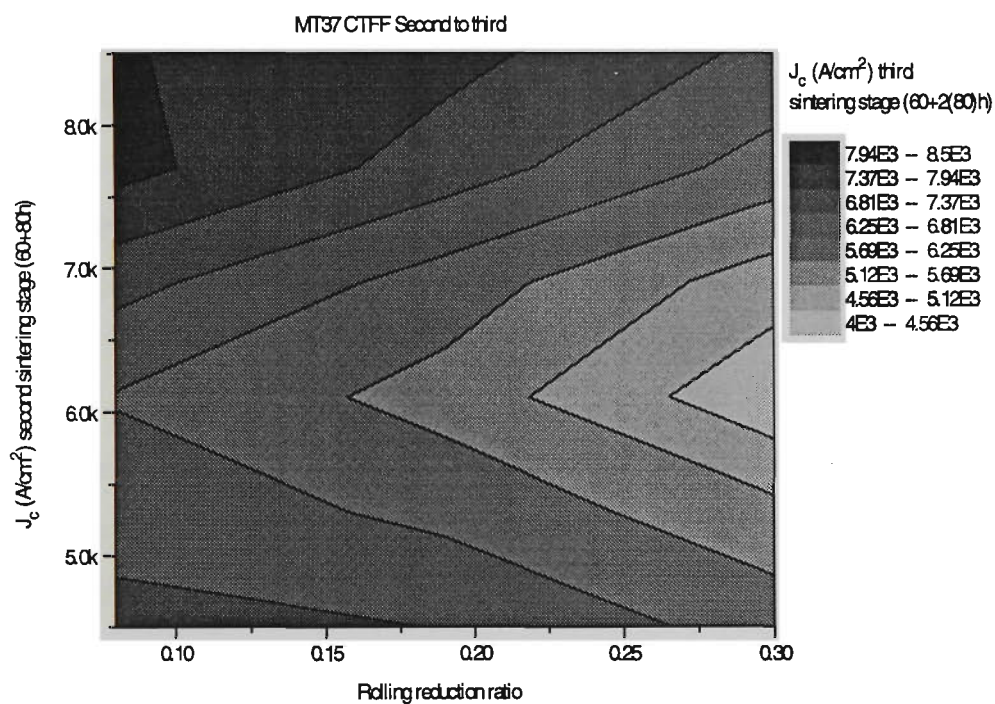 MT37 CTFF Second to third
J_c (A/cm²) third
sintering stage (60+2(80)h)
7.94E3 -- 8.5E3
7.37E3 -- 7.94E3
6.81E3 -- 7.37E3
6.25E3 -- 6.81E3
5.69E3 -- 6.25E3
5.12E3 -- 5.69E3
4.56E3 -- 5.12E3
4E3 -- 4.56E3
J_c (A/cm²) second sintering stage (60+80h)
8.0k
7.0k
6.0k
5.0k
0.10 0.15 0.20 0.25 0.30
Rolling reduction ratio